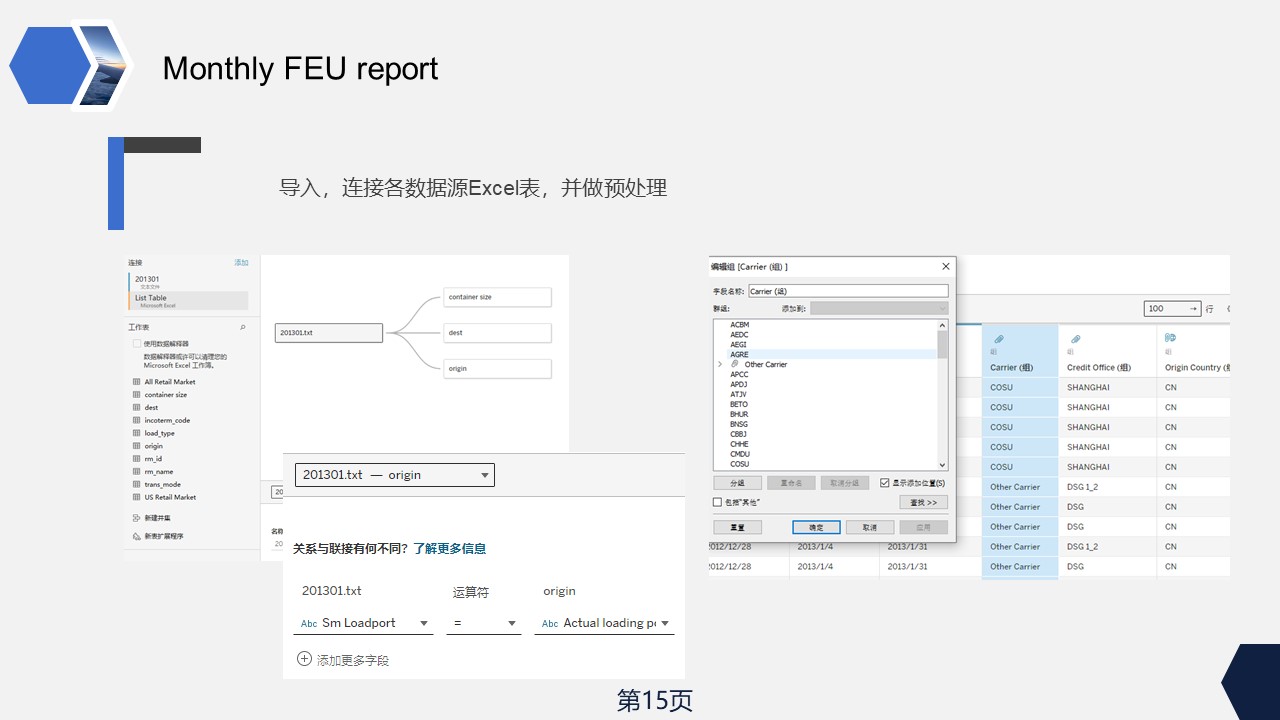 Monthly FEU report
导入，连接各数据源Excel表，并做预处理
连接
添加
201301
文本文件
List Table
Microsoft Excel
工作表
使用数据解释器
数据解释器或许可以清理您的
Microsoft Excel 工作簿。
All Retail Market
container size
dest
incoterm_code
load_type
origin
rm_id
rm_name
trans_mode
US Retail Market
新建并集
新表扩展程序
201301.txt
container size
dest
origin
20
名称
20
201301.txt — origin
关系与联接有何不同? 了解更多信息
201301.txt 运算符 origin
Abc Sm Loadport = Abc Actual loading p
添加更多字段
编辑组 [Carrier (组) ]
字段名称: Carrier (组)
群组: 添加到:
ACBM
AEDC
AEGI
AGRE
Other Carrier
APCC
APDJ
ATJV
BETO
BHUR
BNSG
CBBJ
CHHE
CMDU
COSU
分组 重命名 取消分组 显示添加位置(S)
包括"其他" 查找 >>
重置 确定 取消 应用
100 → 行
组 组 组
Carrier (组) Credit Office (组) Origin Country (组
COSU SHANGHAI CN
COSU SHANGHAI CN
COSU SHANGHAI CN
COSU SHANGHAI CN
COSU SHANGHAI CN
Other Carrier DSG 1_2 CN
Other Carrier DSG CN
Other Carrier DSG CN
2012/12/28 2013/1/4 2013/1/31 Other Carrier DSG 1_2 CN
2012/12/28 2013/1/4 2013/1/31 Other Carrier DSG CN
第15页